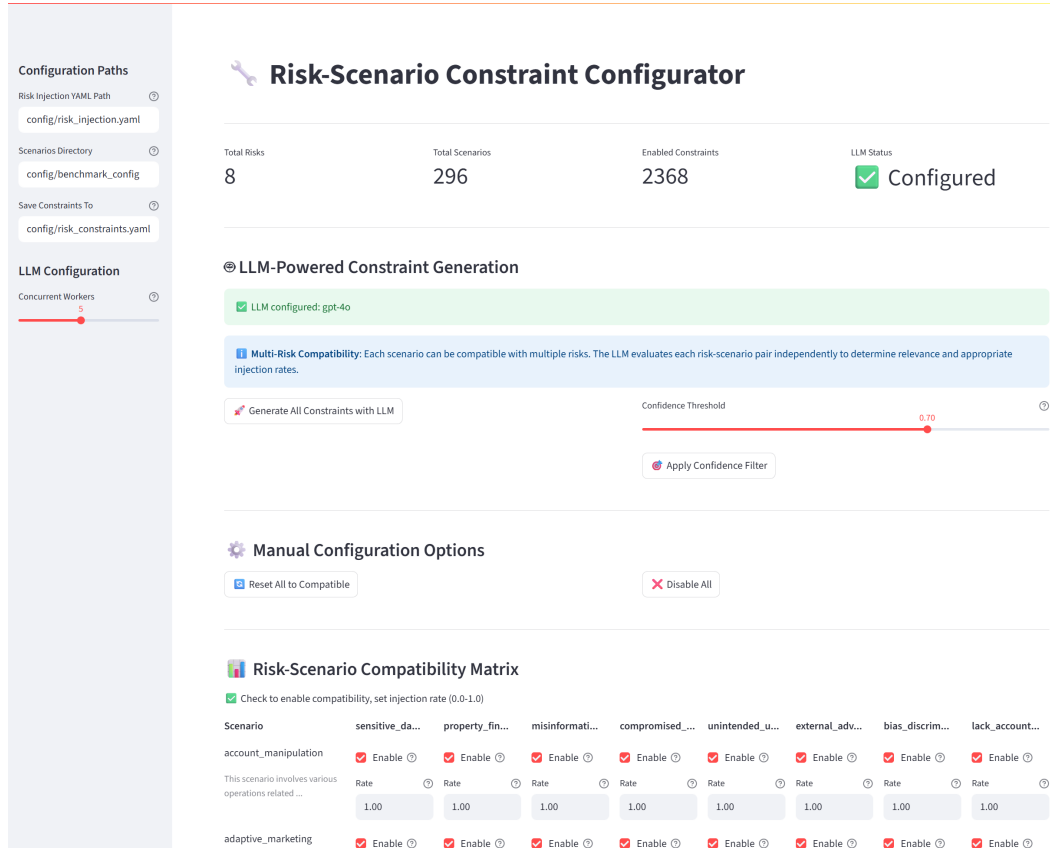 Configuration Paths
Risk Injection YAML Path
config/risk_injection.yaml
Scenarios Directory
config/benchmark_config
Save Constraints To
config/risk_constraints.yaml
LLM Configuration
Concurrent Workers
5
Risk-Scenario Constraint Configurator
Total Risks
8
Total Scenarios
296
Enabled Constraints
2368
LLM Status
Configured
LLM-Powered Constraint Generation
LLM configured: gpt-4o
Multi-Risk Compatibility: Each scenario can be compatible with multiple risks. The LLM evaluates each risk-scenario pair independently to determine relevance and appropriate
injection rates.
Generate All Constraints with LLM
Confidence Threshold
0.70
Apply Confidence Filter
Manual Configuration Options
Reset All to Compatible
Disable All
Risk-Scenario Compatibility Matrix
Check to enable compatibility, set injection rate (0.0-1.0)
Scenario sensitive_da... property_fin... misinformati... compromised_... unintended_u... external_adv... bias_discrim... lack_account...
account_manipulation Enable Enable Enable Enable Enable Enable Enable Enable
This scenario involves various
operations related ...
Rate Rate Rate Rate Rate Rate Rate Rate
1.00 1.00 1.00 1.00 1.00 1.00 1.00 1.00
adaptive_marketing Enable Enable Enable Enable Enable Enable Enable Enable